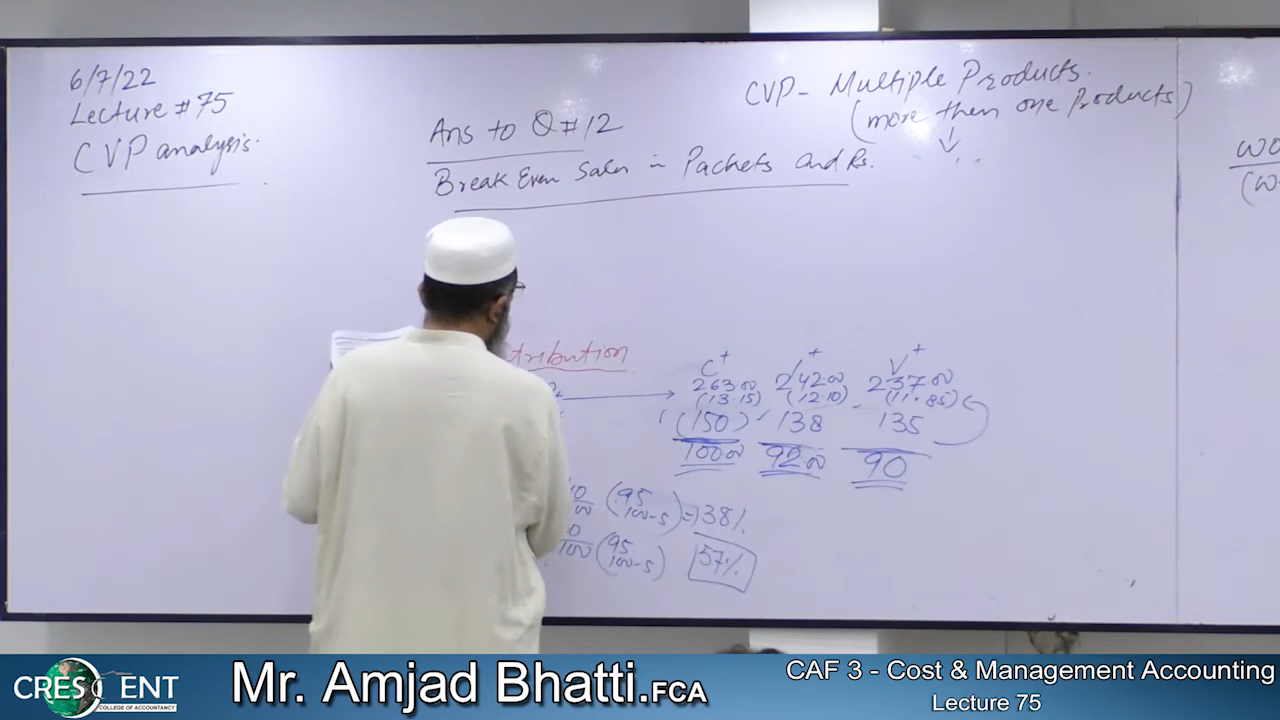 6/7/22
Lecture #75
CVP analysis.
Ans to Q#12
Break Even Sales in Packets and Rs.
CVP- Multiple Products.
(more then one Products)
tribution
C+ + V+
263.00 242.00 237.00
(13.15) (12.10) (11.85)
(150) 138 135
100.00 92.00 90
(95
100-5) = 38%
100 (95
100-5) 57%
CRESCENT
COLLEGE OF ACCOUNTANCY
Mr. Amjad Bhatti.FCA
CAF 3 - Cost & Management Accounting
Lecture 75